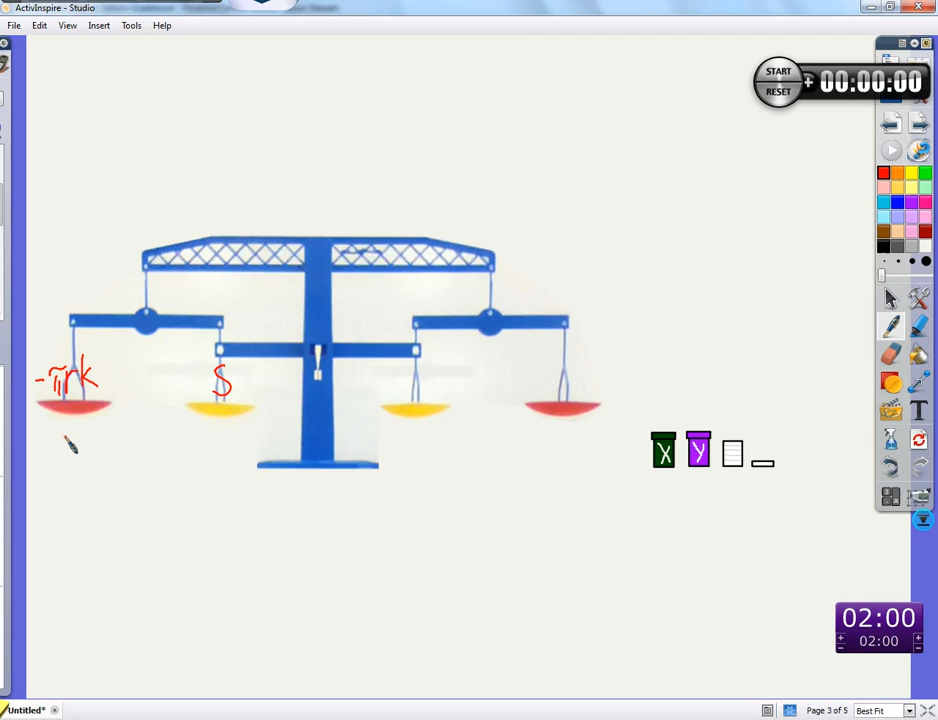 ActivInspire - Studio
File Edit View Insert Tools Help
START
RESET
+ 00:00:00
-πrk
S
x y
02:00
+ 02:00 +
Untitled*
Page 3 of 5 Best Fit